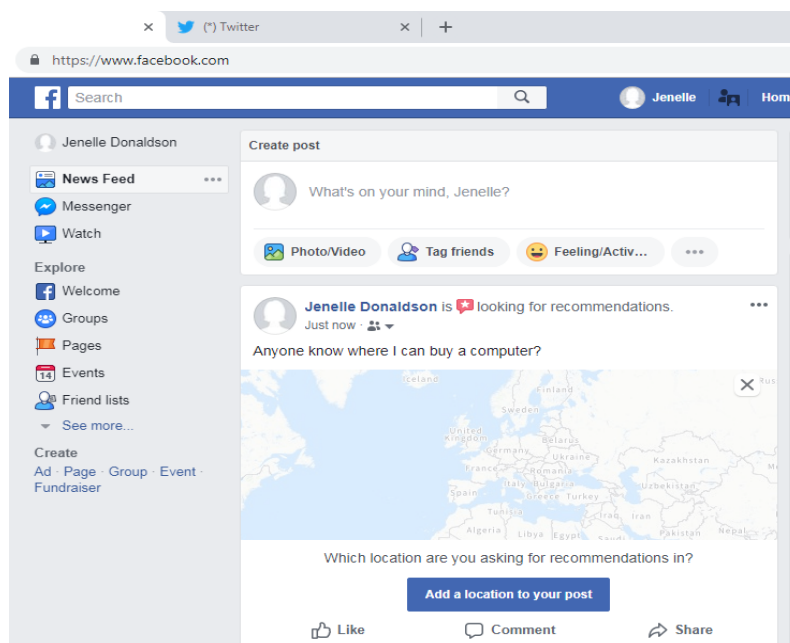 (*) Twitter
https://www.facebook.com
Search
Jenelle
Hom
Jenelle Donaldson
News Feed
Messenger
Watch
Explore
Welcome
Groups
Pages
14
Events
Friend lists
See more...
Create
Ad · Page · Group · Event ·
Fundraiser
Create post
What's on your mind, Jenelle?
Photo/Video
Tag friends
Feeling/Activ...
Jenelle Donaldson is looking for recommendations.
Just now ·
Anyone know where I can buy a computer?
Iceland
Finland
Rus
Sweden
United
Kingdom
Belarus
Germany
Ukraine
Kazakhstan
France
Romania
Italy Bulgaria
Uzbekistan
Spain
Greece Turkey
Tunisia
Iraq Iran
Algeria
Libya Egypt
Pakistan
Nepal
Which location are you asking for recommendations in?
Add a location to your post
Like
Comment
Share